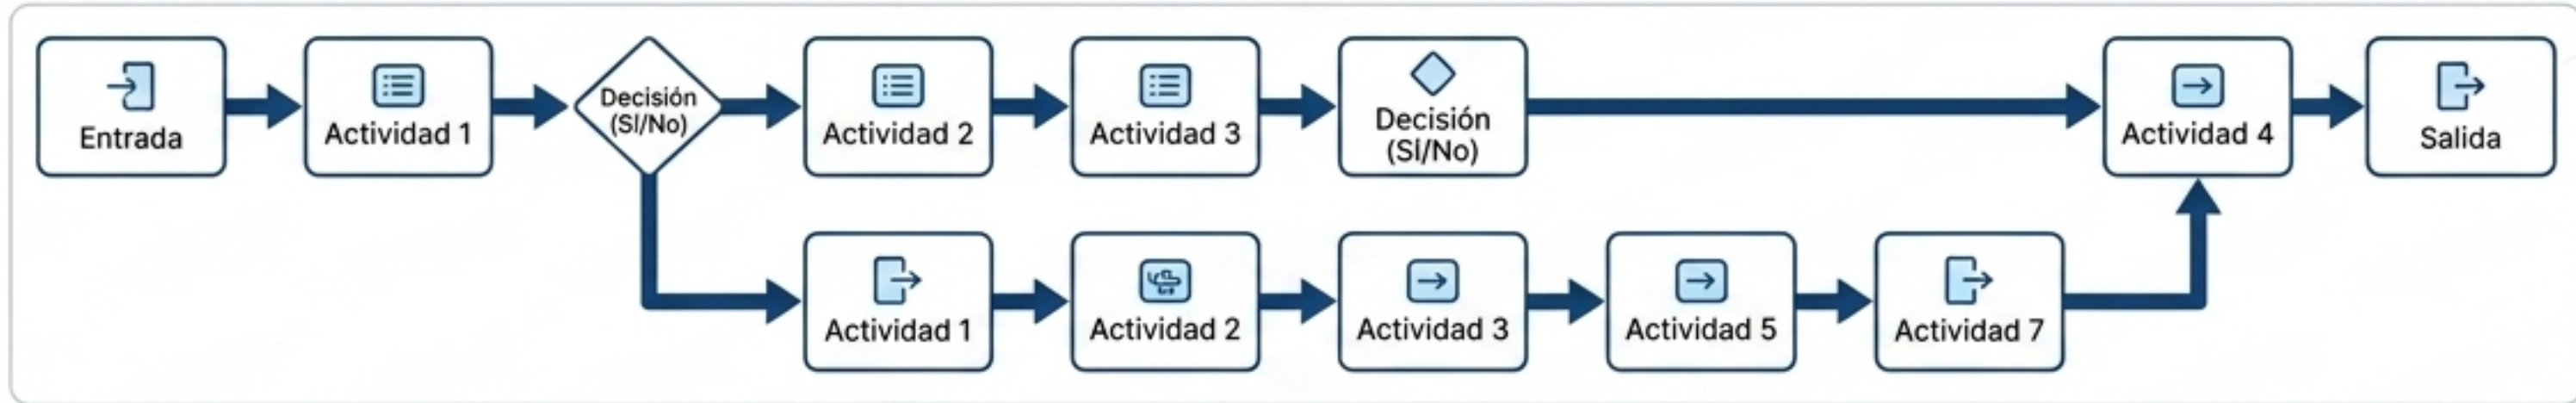 Entrada
Actividad 1
Decisión
(Sí/No)
Actividad 2
Actividad 3
Decisión
(Sí/No)
Actividad 4
Salida
Actividad 1
Actividad 2
Actividad 3
Actividad 5
Actividad 7